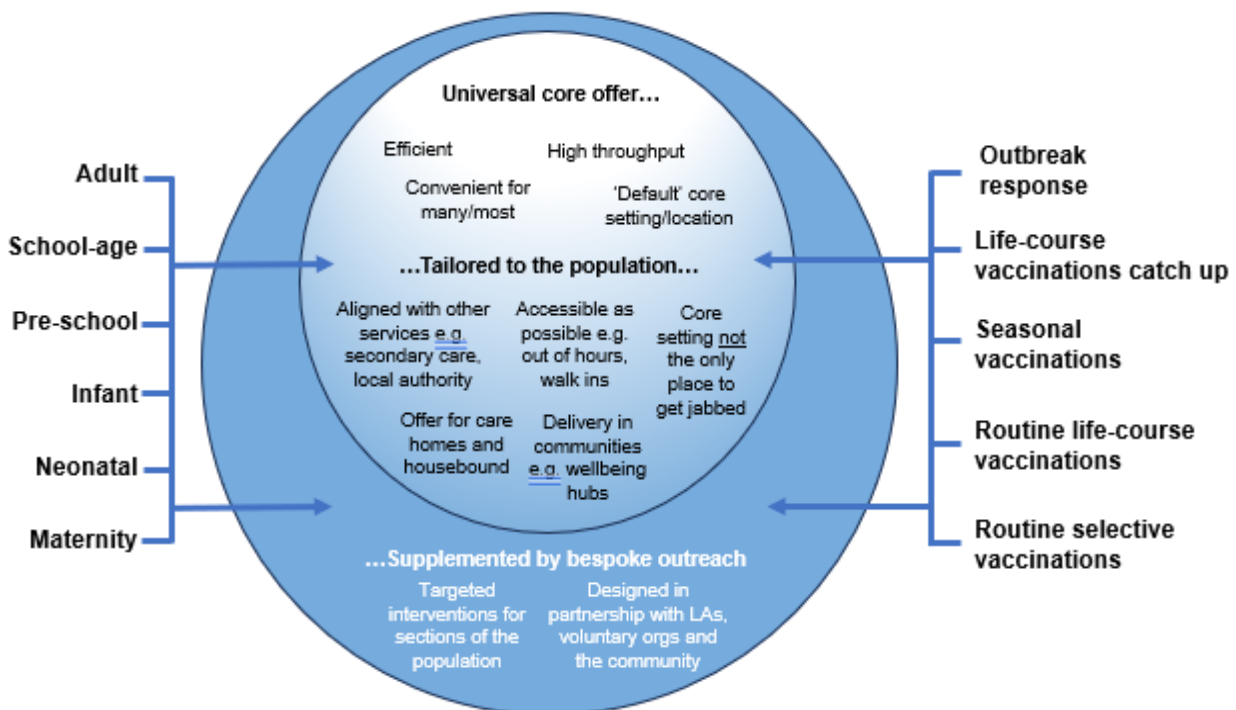 Universal core offer…
Efficient
High throughput
Convenient for
many/most
'Default' core
setting/location
…Tailored to the population…
Aligned with other
services e.g.
secondary care,
local authority
Accessible as
possible e.g.
out of hours,
walk ins
Core
setting not
the only
place to
get jabbed
Offer for care
homes and
housebound
Delivery in
communities
e.g. wellbeing
hubs
…Supplemented by bespoke outreach
Targeted
interventions for
sections of the
population
Designed in
partnership with LAs,
voluntary orgs and
the community
Adult
School-age
Pre-school
Infant
Neonatal
Maternity
Outbreak
response
Life-course
vaccinations catch up
Seasonal
vaccinations
Routine life-course
vaccinations
Routine selective
vaccinations